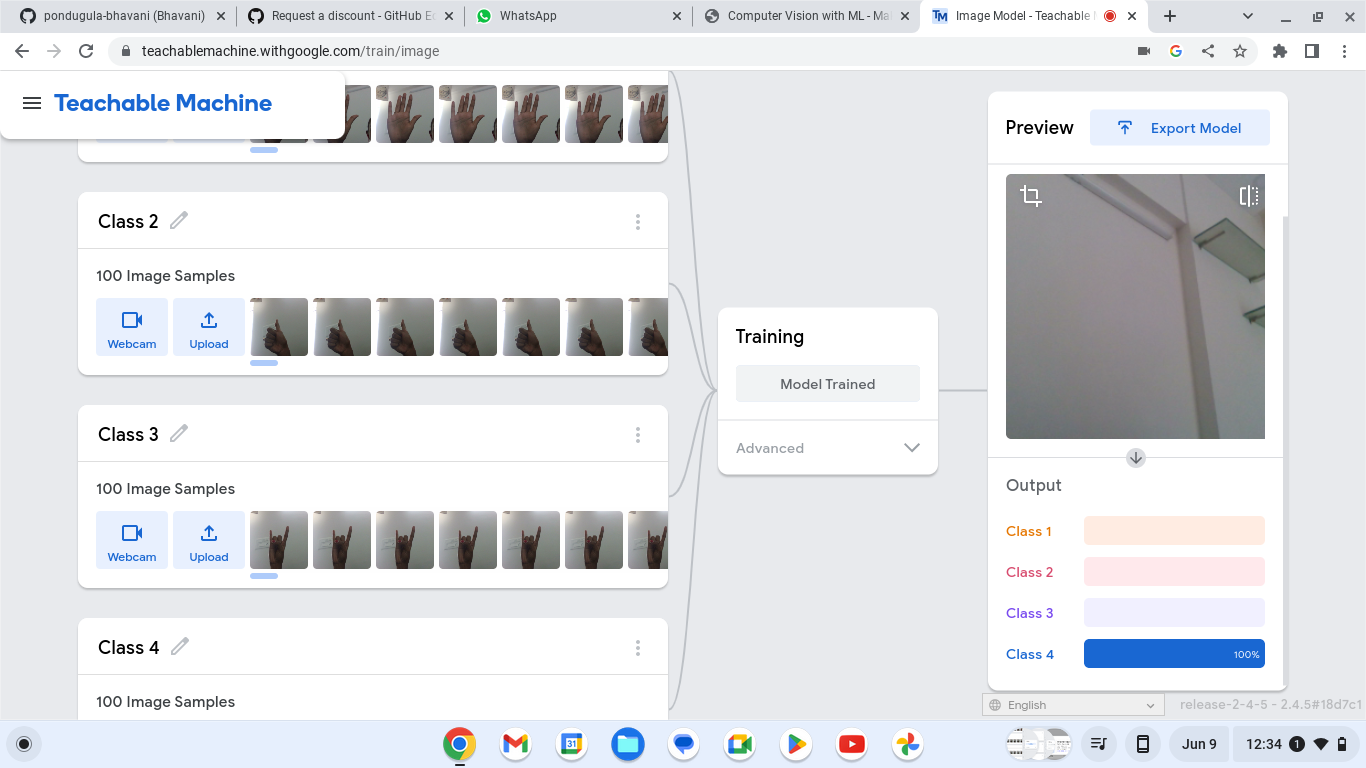 pondugula-bhavani (Bhavani)
Request a discount - GitHub E
WhatsApp
Computer Vision with ML - Ma
Image Model - Teachable
teachablemachine.withgoogle.com/train/image
Teachable Machine
Class 2
100 Image Samples
Webcam
Upload
Class 3
100 Image Samples
Webcam
Upload
Class 4
100 Image Samples
Training
Model Trained
Advanced
Preview
Export Model
Output
Class 1
Class 2
Class 3
Class 4
100%
English
release-2-4-5 - 2.4.5#18d7c1
31
Jun 9
12:34
1